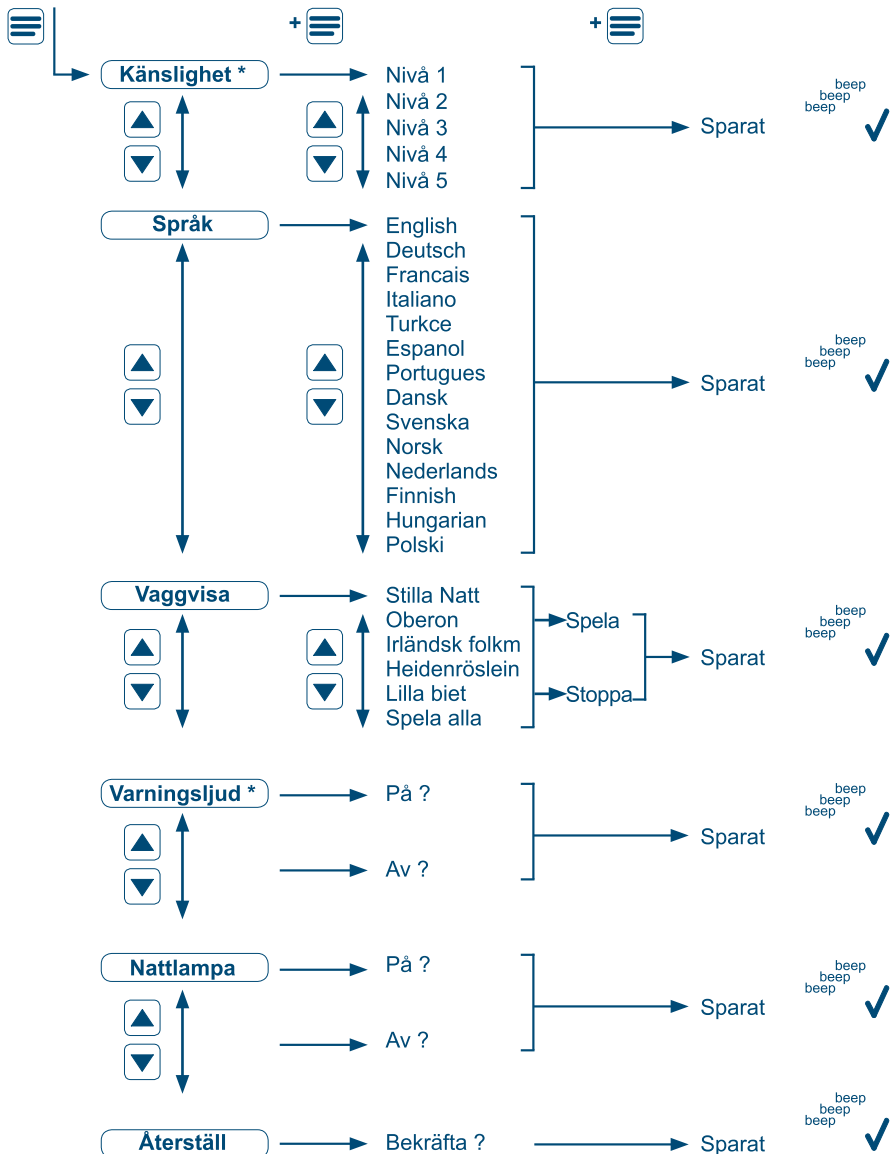 + +
Känslighet *
Nivå 1
Nivå 2
Nivå 3
Nivå 4
Nivå 5
Sparat
beep
beep
beep
Språk
English
Deutsch
Francais
Italiano
Turkce
Espanol
Portugues
Dansk
Svenska
Norsk
Nederlands
Finnish
Hungarian
Polski
Sparat
beep
beep
beep
Vaggvisa
Stilla Natt
Oberon
Irländsk folkm
Heidenröslein
Lilla biet
Spela alla
Spela
Stoppa
Sparat
beep
beep
beep
Varningsljud *
På ?
Av ?
Sparat
beep
beep
beep
Nattlampa
På ?
Av ?
Sparat
beep
beep
beep
Återställ
Bekräfta ?
Sparat
beep
beep
beep